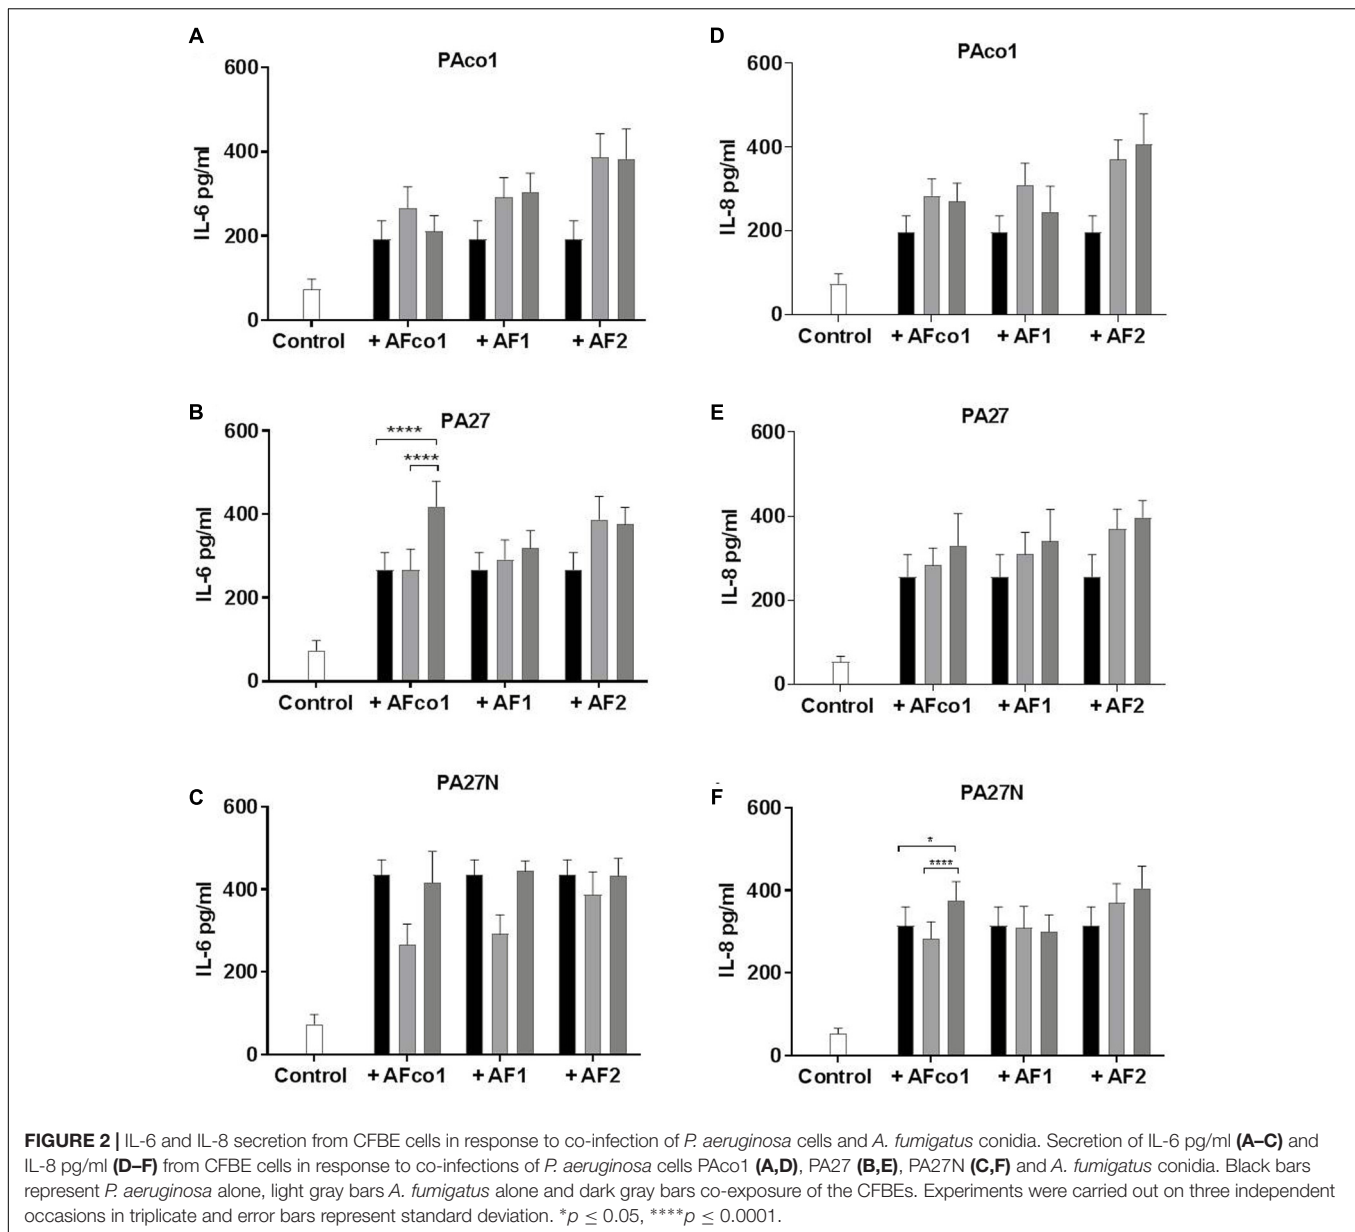 A
PAco1
600
400
200
0
IL-6 pg/ml
Control + AFco1 + AF1 + AF2
D
PAco1
600
400
200
0
IL-8 pg/ml
Control + AFco1 + AF1 + AF2
B
PA27
600
400
200
0
IL-6 pg/ml
****
****
Control + AFco1 + AF1 + AF2
E
PA27
600
400
200
0
IL-8 pg/ml
Control + AFco1 + AF1 + AF2
C
PA27N
600
400
200
0
IL-6 pg/ml
Control + AFco1 + AF1 + AF2
F
PA27N
600
400
200
0
IL-8 pg/ml
*
****
Control + AFco1 + AF1 + AF2
FIGURE 2 | IL-6 and IL-8 secretion from CFBE cells in response to co-infection of P. aeruginosa cells and A. fumigatus conidia. Secretion of IL-6 pg/ml (A–C) and
IL-8 pg/ml (D–F) from CFBE cells in response to co-infections of P. aeruginosa cells PAco1 (A,D), PA27 (B,E), PA27N (C,F) and A. fumigatus conidia. Black bars
represent P. aeruginosa alone, light gray bars A. fumigatus alone and dark gray bars co-exposure of the CFBEs. Experiments were carried out on three independent
occasions in triplicate and error bars represent standard deviation. *p ≤ 0.05, ****p ≤ 0.0001.